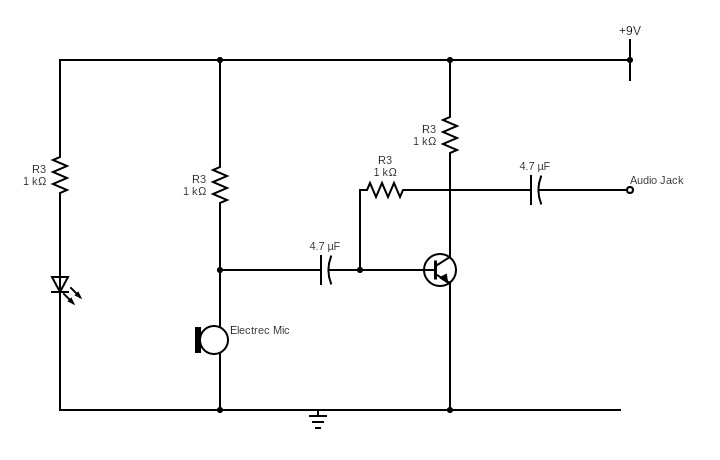 +9V
R3
1 kΩ
R3
1 kΩ
R3
1 kΩ
R3
1 kΩ
4.7 µF
Audio Jack
4.7 µF
Electrec Mic